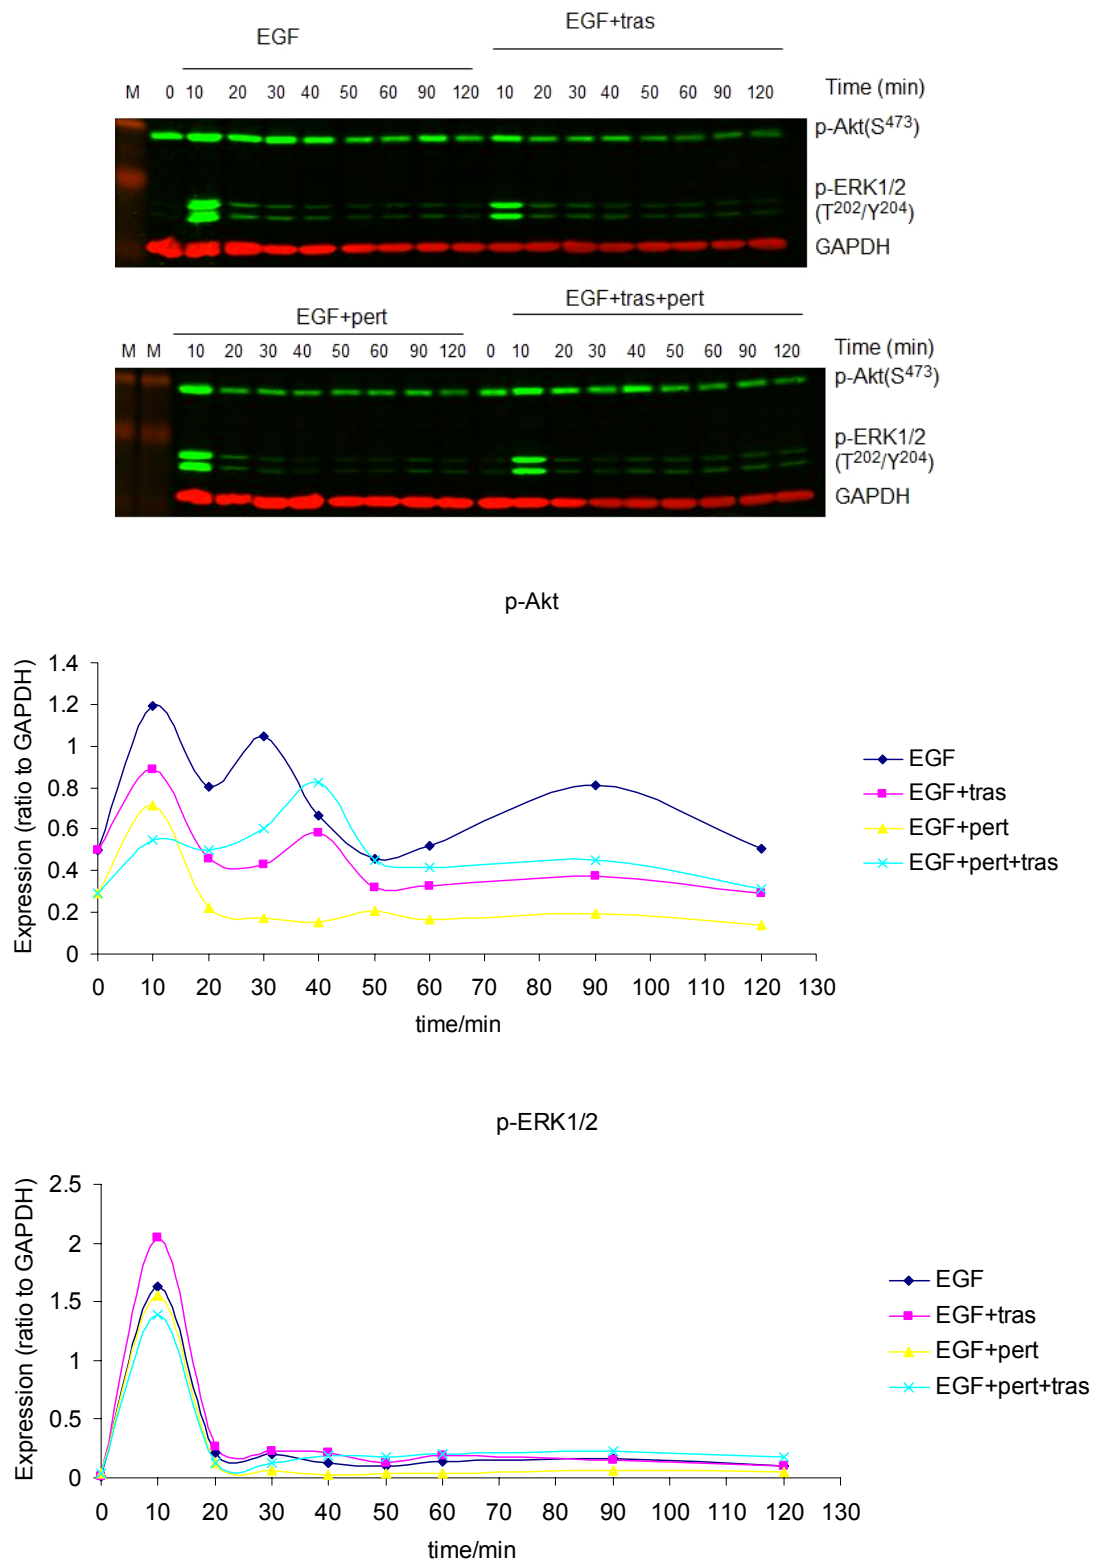 EGF
EGF+tras
M 0 10 20 30 40 50 60 90 120 10 20 30 40 50 60 90 120 Time (min)
p-Akt(S473)
p-ERK1/2
(T202/Y204)
GAPDH
EGF+pert
EGF+tras+pert
M M 10 20 30 40 50 60 90 120 0 10 20 30 40 50 60 90 120 Time (min)
p-Akt(S473)
p-ERK1/2
(T202/Y204)
GAPDH
p-Akt
Expression (ratio to GAPDH)
1.4
1.2
1
0.8
0.6
0.4
0.2
0
0 10 20 30 40 50 60 70 80 90 100 110 120 130
time/min
EGF
EGF+tras
EGF+pert
EGF+pert+tras
p-ERK1/2
Expression (ratio to GAPDH)
2.5
2
1.5
1
0.5
0
0 10 20 30 40 50 60 70 80 90 100 110 120 130
time/min
EGF
EGF+tras
EGF+pert
EGF+pert+tras